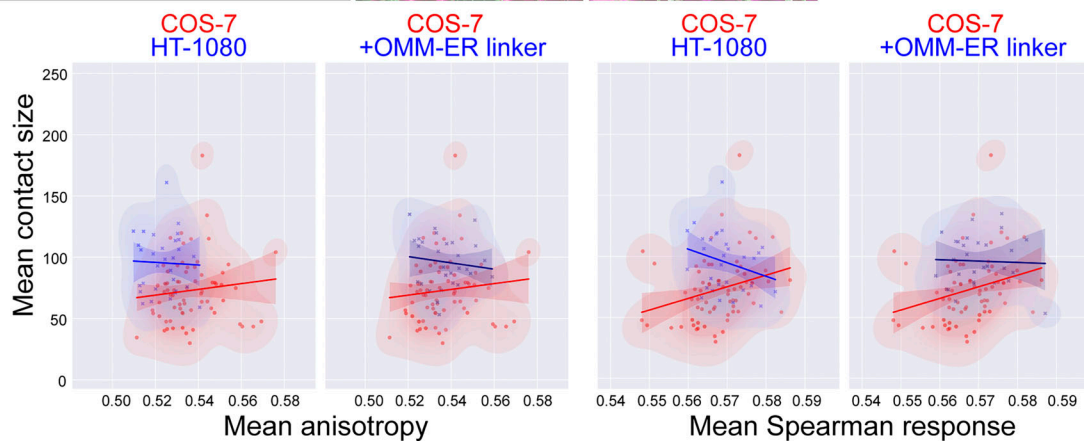 COS-7
HT-1080
COS-7
+OMM-ER linker
COS-7
HT-1080
COS-7
+OMM-ER linker
Mean contact size
250
200
150
100
50
0
0.50 0.52 0.54 0.56 0.58
0.50 0.52 0.54 0.56 0.58
0.54 0.55 0.56 0.57 0.58 0.59
0.54 0.55 0.56 0.57 0.58 0.59
Mean anisotropy
Mean Spearman response